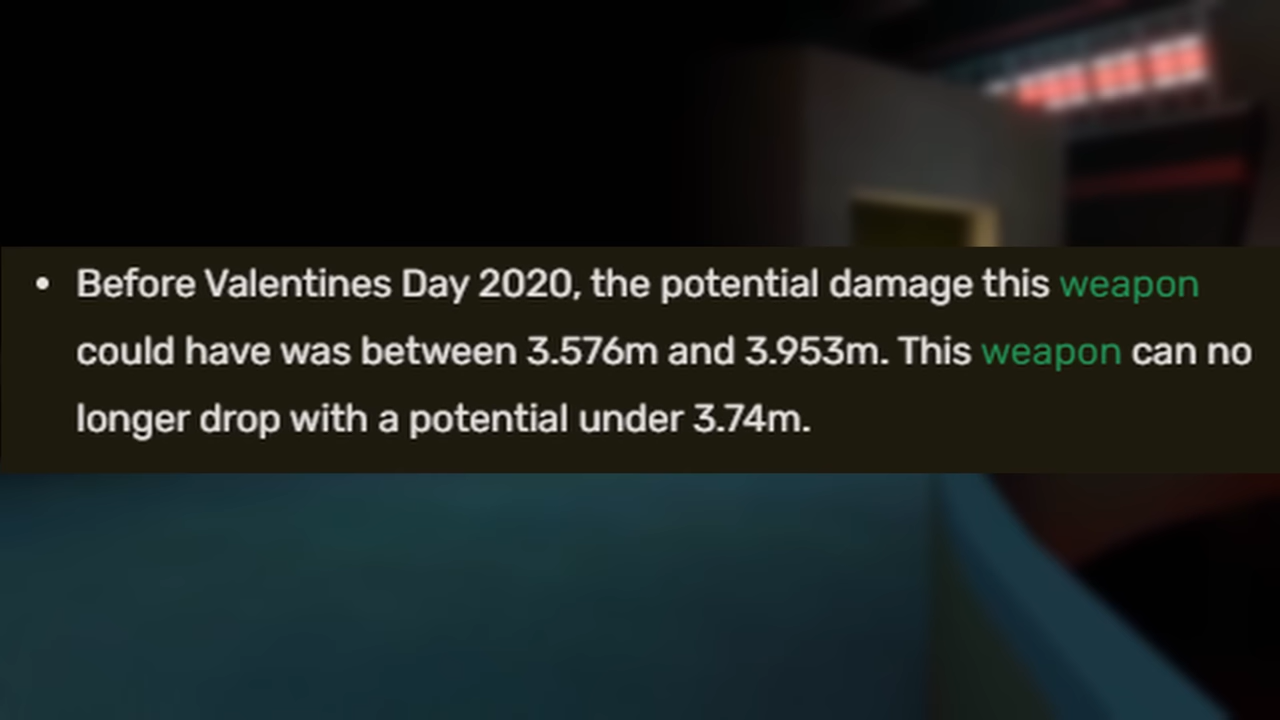 • Before Valentines Day 2020, the potential damage this weapon
could have was between 3.576m and 3.953m. This weapon can no
longer drop with a potential under 3.74m.